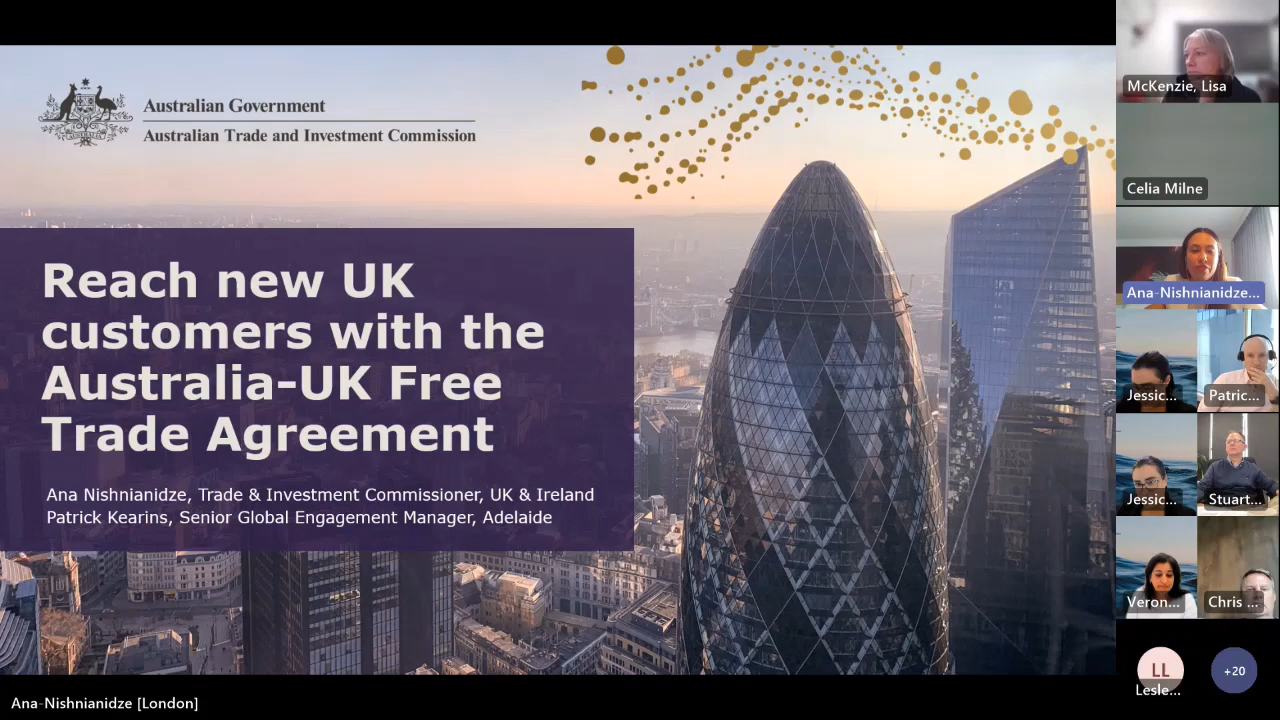 Australian Government
Australian Trade and Investment Commission
Reach new UK
customers with the
Australia-UK Free
Trade Agreement
Ana Nishnianidze, Trade & Investment Commissioner, UK & Ireland
Patrick Kearins, Senior Global Engagement Manager, Adelaide
Ana-Nishnianidze [London]
McKenzie, Lisa
Celia Milne
Ana-Nishnianidze...
Jessic...
Patric...
Jessic...
Stuart...
Veron...
Chris ...
LL
Lesle...
+20